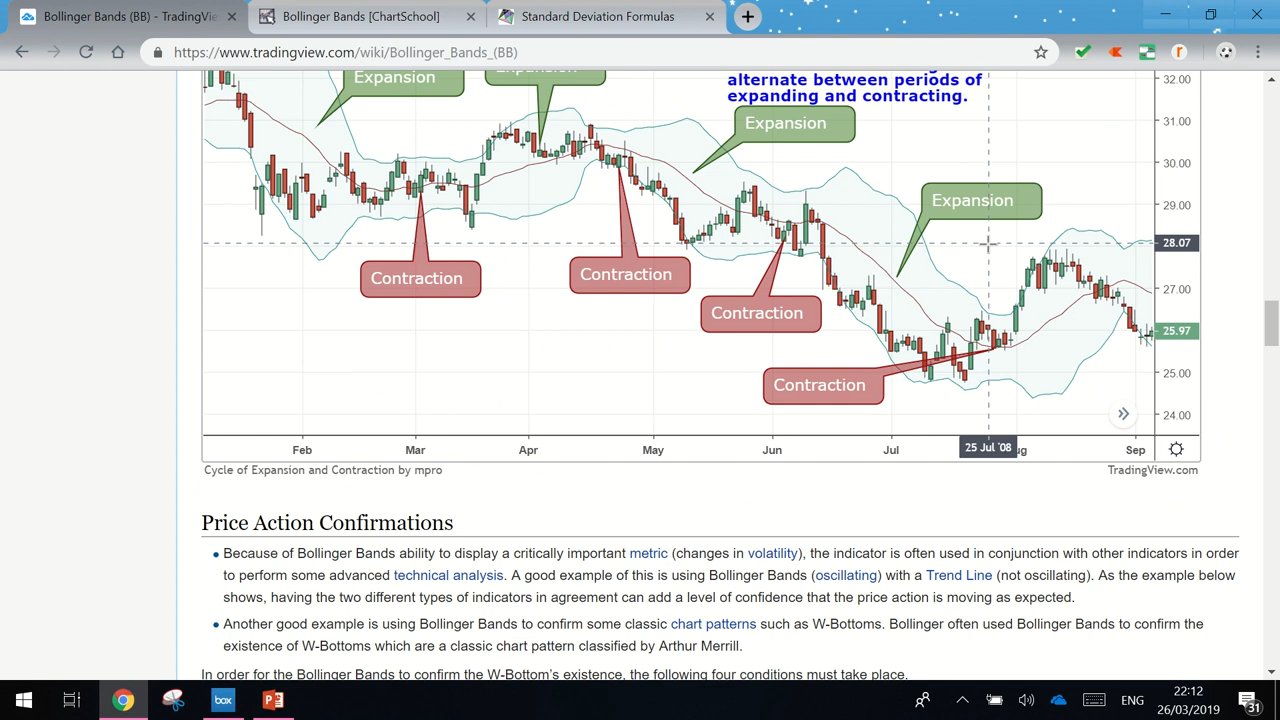 Bollinger Bands (BB) - TradingVie
Bollinger Bands [ChartSchool]
Standard Deviation Formulas
https://www.tradingview.com/wiki/Bollinger_Bands_(BB)
alternate between periods of
expanding and contracting.
Expansion
Expansion
Expansion
Expansion
Contraction
Contraction
Contraction
Contraction
32.00
31.00
30.00
29.00
28.07
27.00
25.97
25.00
24.00
Feb
Mar
Apr
May
Jun
Jul
25 Jul '08
Sep
Cycle of Expansion and Contraction by mpro
TradingView.com
Price Action Confirmations
Because of Bollinger Bands ability to display a critically important metric (changes in volatility), the indicator is often used in conjunction with other indicators in order
to perform some advanced technical analysis. A good example of this is using Bollinger Bands (oscillating) with a Trend Line (not oscillating). As the example below
shows, having the two different types of indicators in agreement can add a level of confidence that the price action is moving as expected.
Another good example is using Bollinger Bands to confirm some classic chart patterns such as W-Bottoms. Bollinger often used Bollinger Bands to confirm the
existence of W-Bottoms which are a classic chart pattern classified by Arthur Merrill.
In order for the Bollinger Bands to confirm the W-Bottom's existence, the following four conditions must take place.
box
ENG
22:12
26/03/2019
31